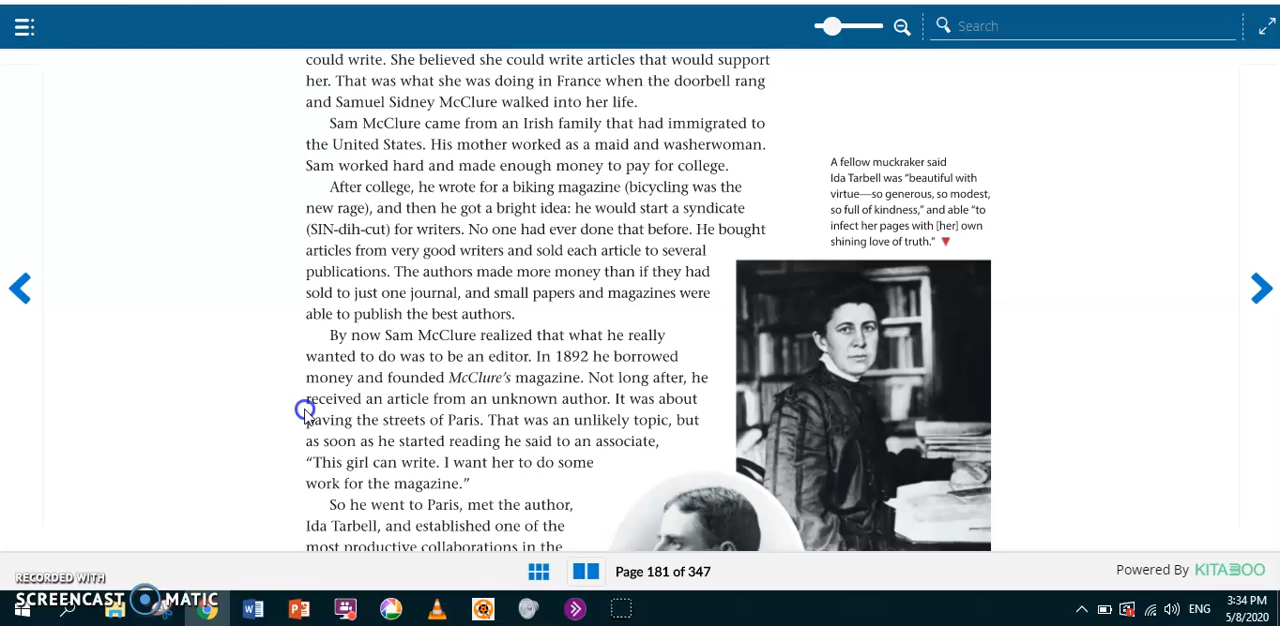 Search
could write. She believed she could write articles that would support
her. That was what she was doing in France when the doorbell rang
and Samuel Sidney McClure walked into her life.
Sam McClure came from an Irish family that had immigrated to
the United States. His mother worked as a maid and washerwoman.
Sam worked hard and made enough money to pay for college.
After college, he wrote for a biking magazine (bicycling was the
new rage), and then he got a bright idea: he would start a syndicate
(SIN-dih-cut) for writers. No one had ever done that before. He bought
articles from very good writers and sold each article to several
publications. The authors made more money than if they had
sold to just one journal, and small papers and magazines were
able to publish the best authors.
By now Sam McClure realized that what he really
wanted to do was to be an editor. In 1892 he borrowed
money and founded McClure's magazine. Not long after, he
received an article from an unknown author. It was about
paving the streets of Paris. That was an unlikely topic, but
as soon as he started reading he said to an associate,
“This girl can write. I want her to do some
work for the magazine.”
So he went to Paris, met the author,
Ida Tarbell, and established one of the
most productive collaborations in the
A fellow muckraker said
Ida Tarbell was “beautiful with
virtue—so generous, so modest,
so full of kindness,” and able “to
infect her pages with [her] own
shining love of truth.”
Page 181 of 347
Powered By KITABOO
RECORDED WITH
SCREENCAST MATIC
ENG
3:34 PM
5/8/2020